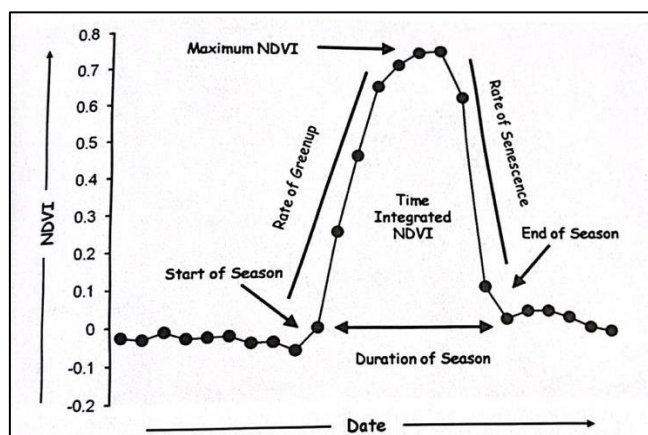 0.8
Maximum NDVI
0.7
0.6
0.5
0.4
0.3
0.2
0.1
0
-0.1
-0.2
NDVI
Rate of Greenup
Rate of Senescence
Time
Integrated
NDVI
Start of Season
End of Season
Duration of Season
Date